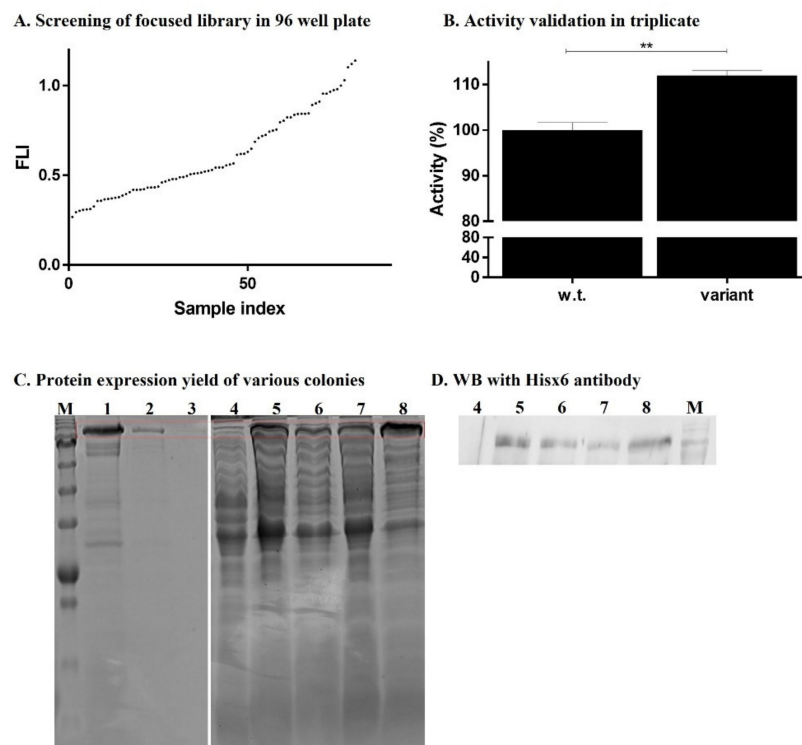 A. Screening of focused library in 96 well plate
FLI
1.0
0.5
0.0
0
50
Sample index
B. Activity validation in triplicate
**
Activity (%)
110
100
90
80
80
40
0
w.t.
variant
C. Protein expression yield of various colonies
M 1 2 3 4 5 6 7 8
D. WB with Hisx6 antibody
4 5 6 7 8 M